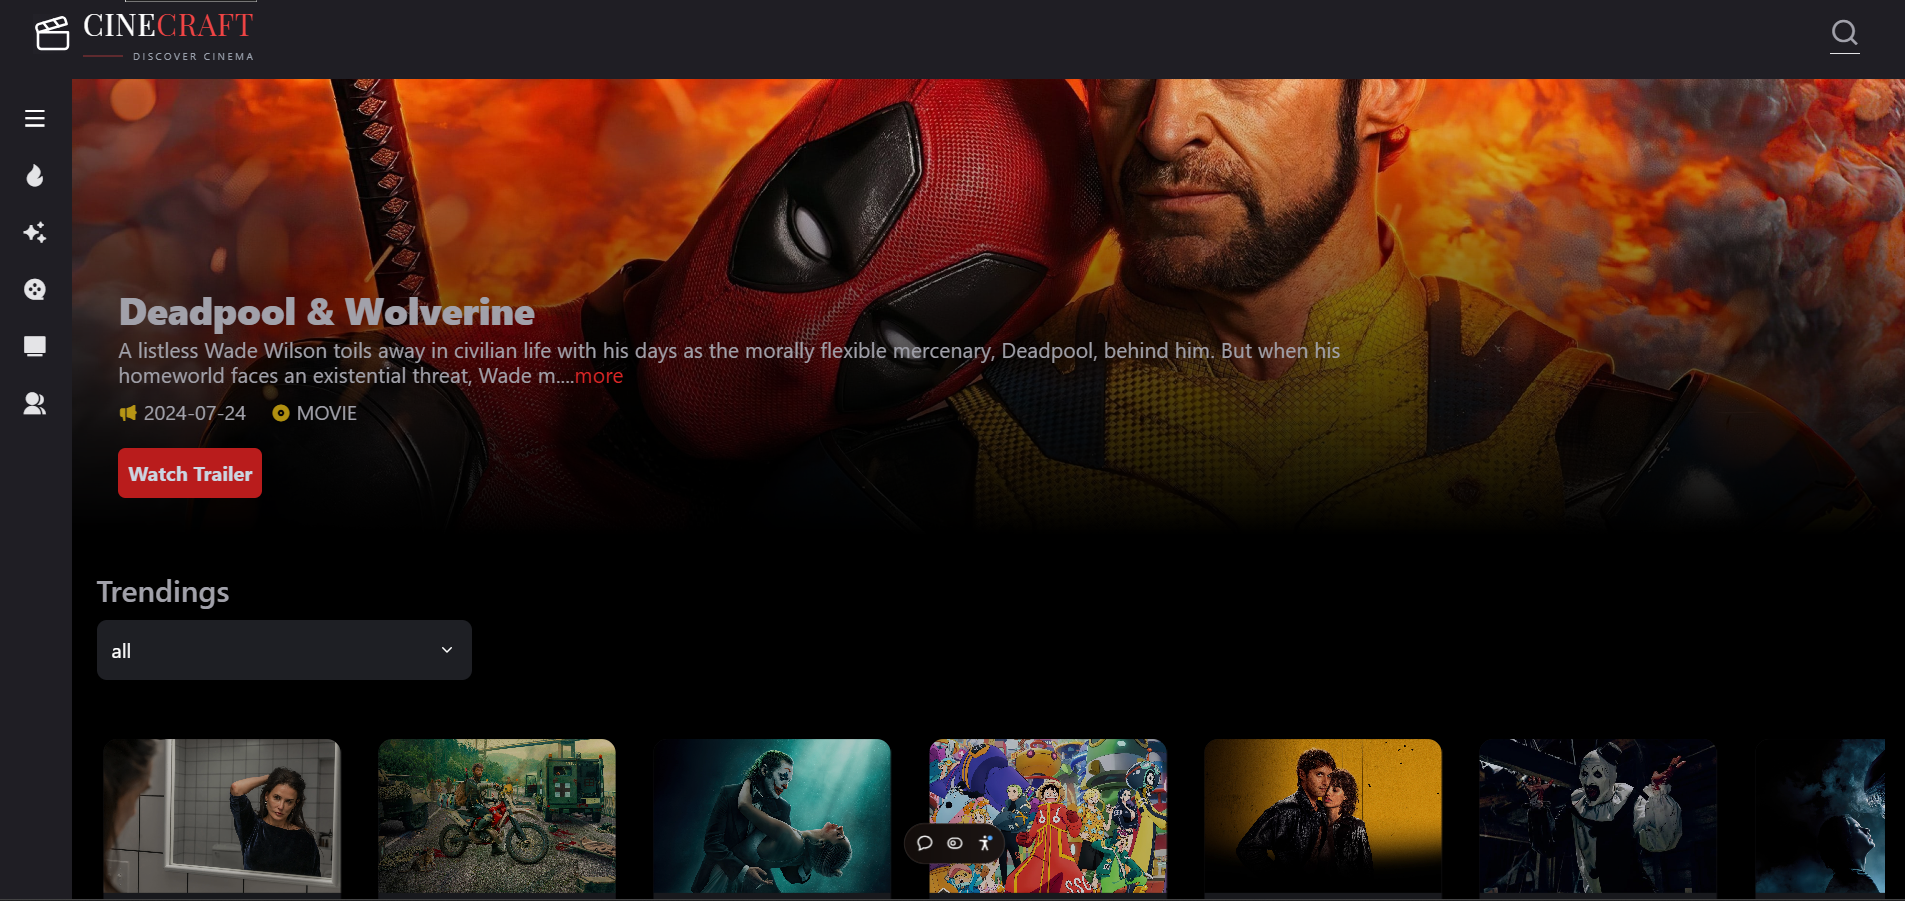 CINECRAFT
DISCOVER CINEMA
Deadpool & Wolverine
A listless Wade Wilson toils away in civilian life with his days as the morally flexible mercenary, Deadpool, behind him. But when his
homeworld faces an existential threat, Wade m....more
2024-07-24 MOVIE
Watch Trailer
Trendings
all